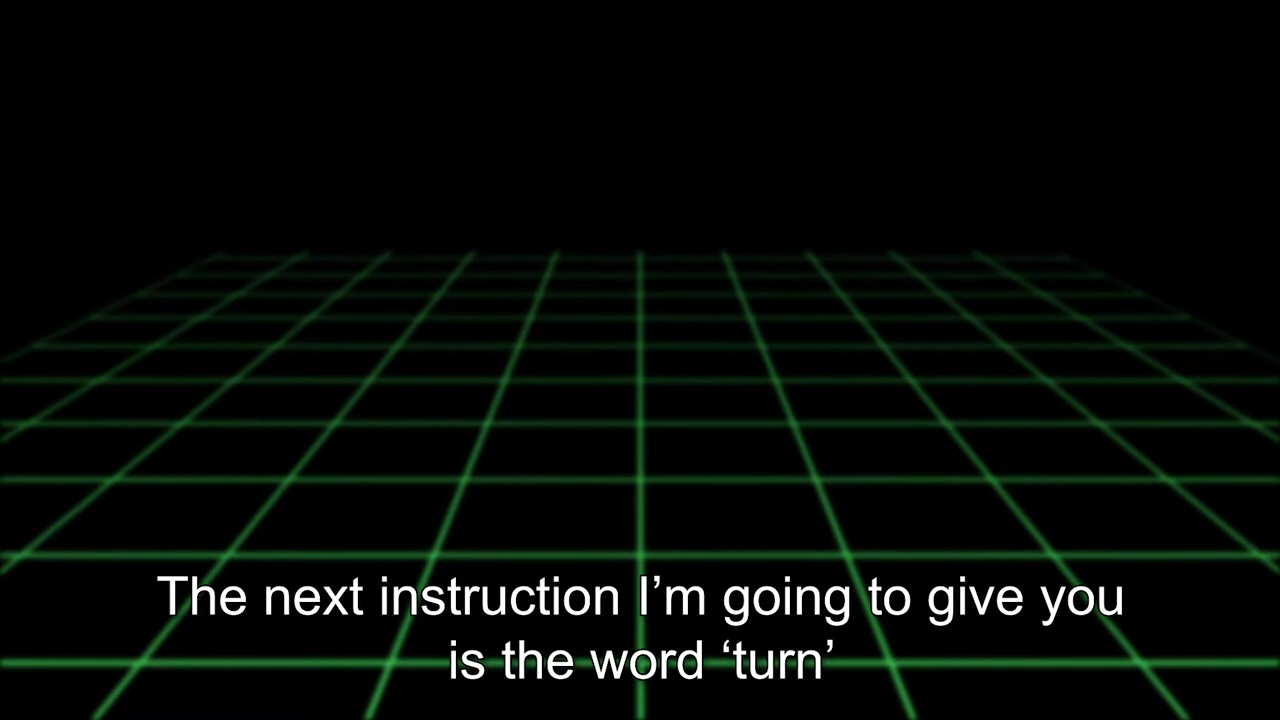 The next instruction I’m going to give you
is the word ‘turn’